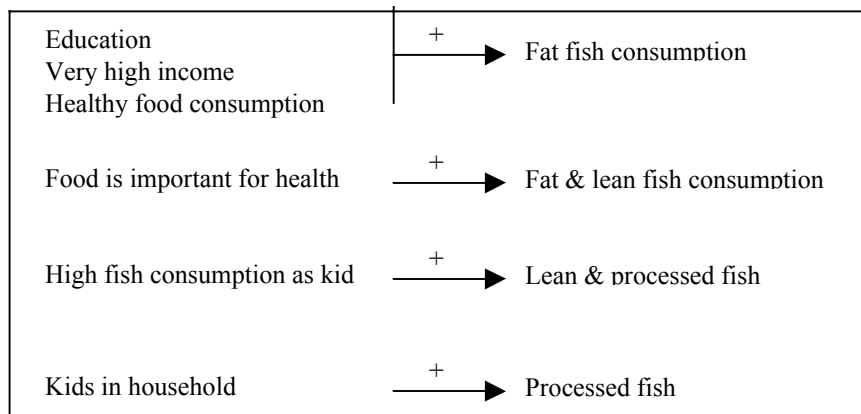 Education
Very high income
Healthy food consumption
+
Fat fish consumption
Food is important for health
+
Fat & lean fish consumption
High fish consumption as kid
+
Lean & processed fish
Kids in household
+
Processed fish